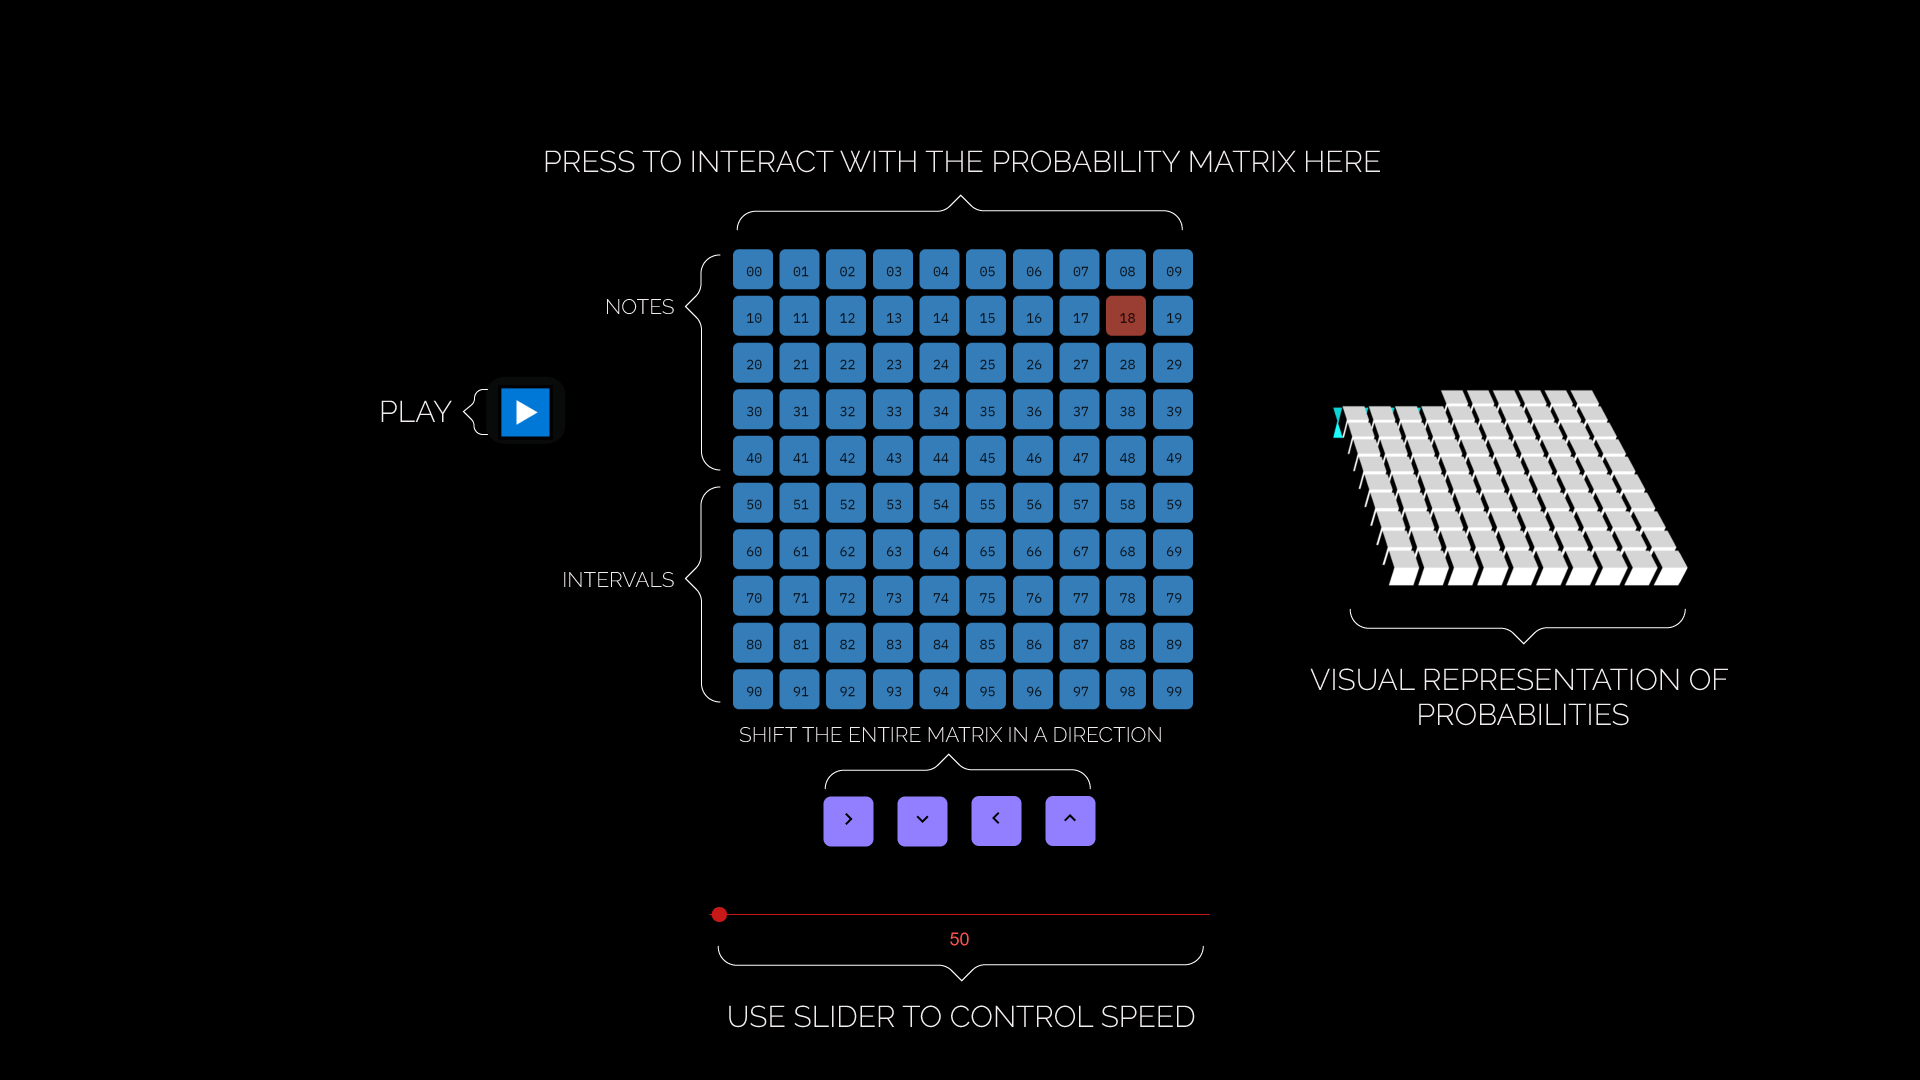 PRESS TO INTERACT WITH THE PROBABILITY MATRIX HERE
00 01 02 03 04 05 06 07 08 09
NOTES
10 11 12 13 14 15 16 17 18 19
20 21 22 23 24 25 26 27 28 29
PLAY
30 31 32 33 34 35 36 37 38 39
40 41 42 43 44 45 46 47 48 49
50 51 52 53 54 55 56 57 58 59
60 61 62 63 64 65 66 67 68 69
INTERVALS
70 71 72 73 74 75 76 77 78 79
80 81 82 83 84 85 86 87 88 89
90 91 92 93 94 95 96 97 98 99
VISUAL REPRESENTATION OF
PROBABILITIES
SHIFT THE ENTIRE MATRIX IN A DIRECTION
50
USE SLIDER TO CONTROL SPEED